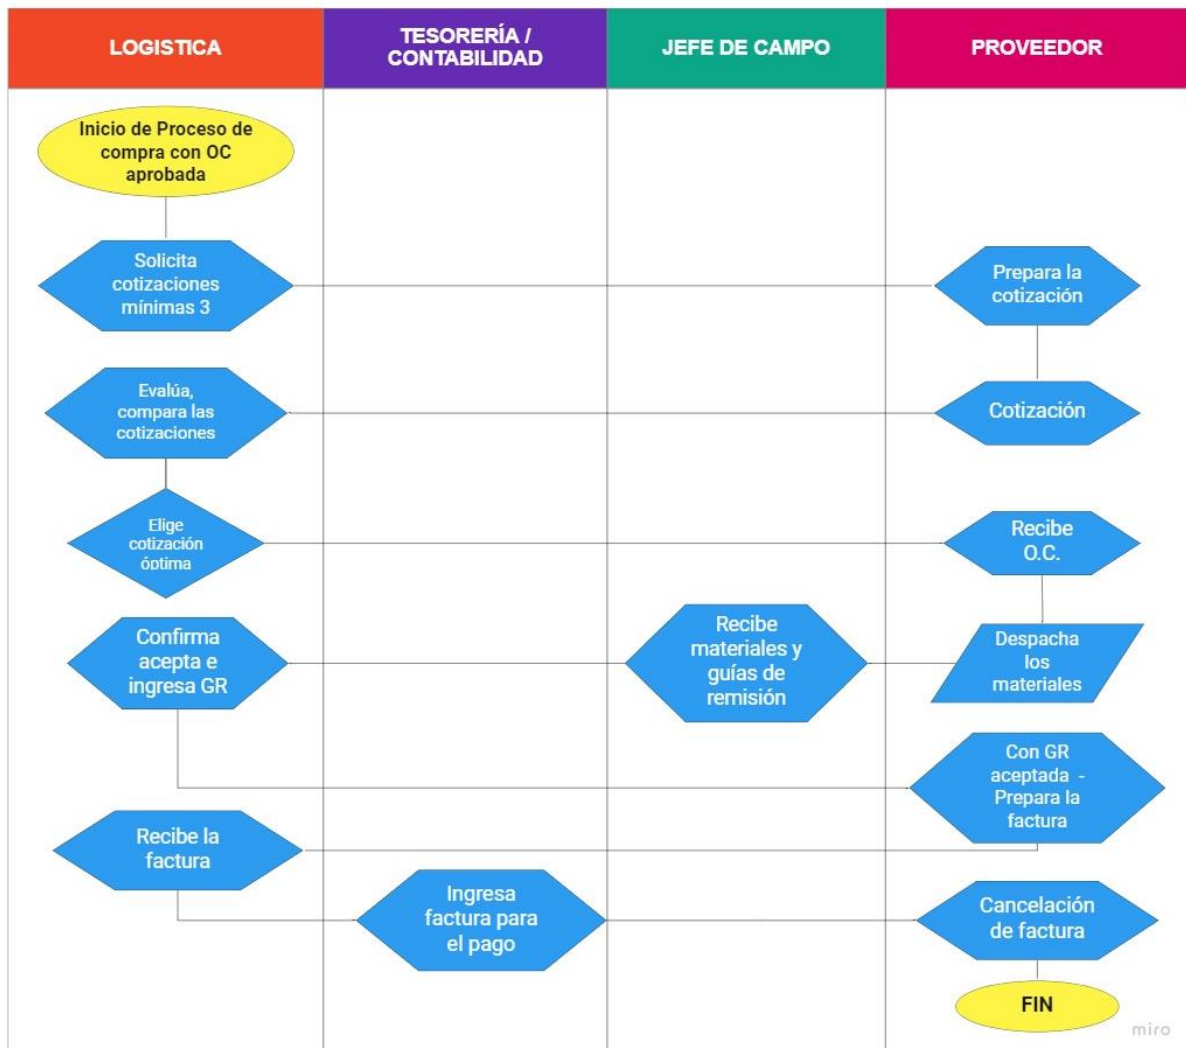 LOGISTICA
TESORERÍA /
CONTABILIDAD
JEFE DE CAMPO
PROVEEDOR
Inicio de Proceso de
compra con OC
aprobada
Solicita
cotizaciones
mínimas 3
Prepara la
cotización
Evalúa,
compara las
cotizaciones
Cotización
Elige
cotización
óptima
Recibe
O.C.
Confirma
acepta e
ingresa GR
Recibe
materiales y
guías de
remisión
Despacha
los
materiales
Con GR
aceptada -
Prepara la
factura
Recibe la
factura
Ingresa
factura para
el pago
Cancelación
de factura
FIN
miro